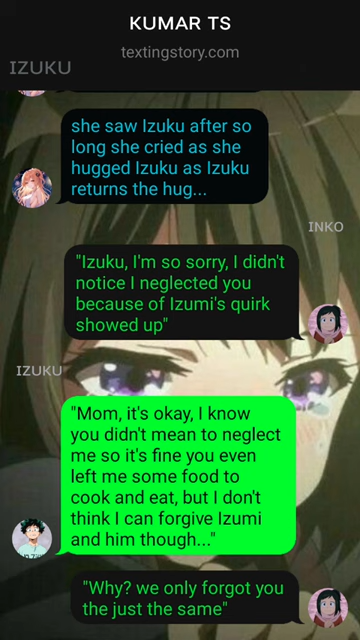 KUMAR TS
textingstory.com
IZUKU
she saw Izuku after so
long she cried as she
hugged Izuku as Izuku
returns the hug...
INKO
"Izuku, I'm so sorry, I didn't
notice I neglected you
because of Izumi's quirk
showed up"
IZUKU
"Mom, it's okay, I know
you didn't mean to neglect
me so it's fine you even
left me some food to
cook and eat, but I don't
think I can forgive Izumi
and him though..."
"Why? we only forgot you
the just the same"